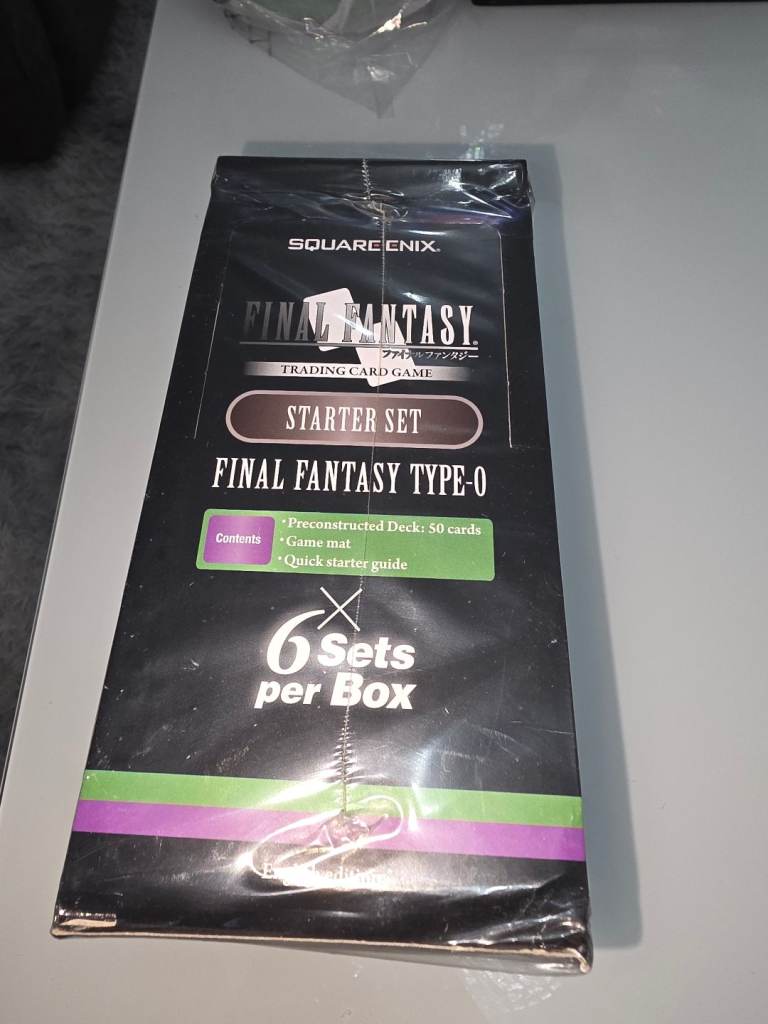 SQUARE ENIX®
FINAL FANTASY®
ファイナルファンタジー
TRADING CARD GAME
STARTER SET
FINAL FANTASY TYPE-0
Contents
・Preconstructed Deck: 50 cards
・Game mat
・Quick starter guide
×
6 Sets
per Box
English edition